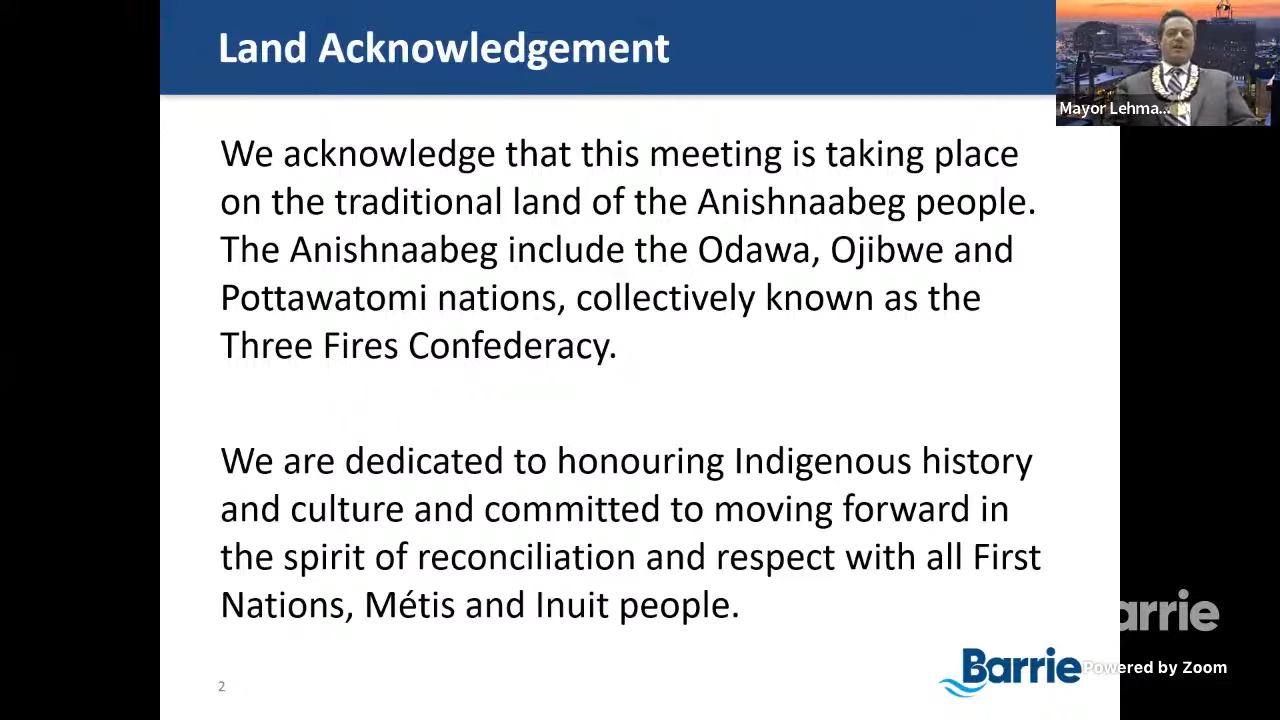 Land Acknowledgement
Mayor Lehma...
We acknowledge that this meeting is taking place
on the traditional land of the Anishnaabeg people.
The Anishnaabeg include the Odawa, Ojibwe and
Pottawatomi nations, collectively known as the
Three Fires Confederacy.
We are dedicated to honouring Indigenous history
and culture and committed to moving forward in
the spirit of reconciliation and respect with all First
Nations, Métis and Inuit people.
arrie
Barrie
Powered by Zoom
2